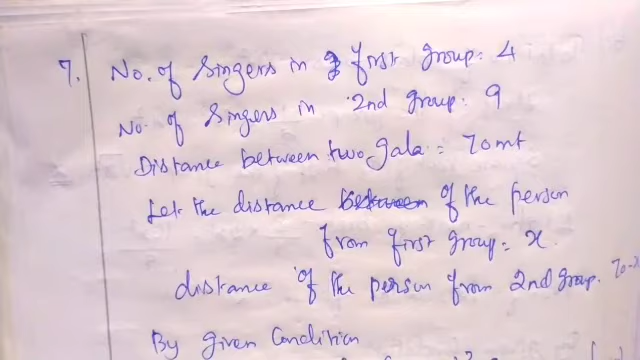 7. No. of Singers in first group: 4
No. of Singers in 2nd group: 9
Distance between two gala = 70mt
Let the distance of the person
from first group = x.
distance of the person from 2nd group. 70-x
By given Condition